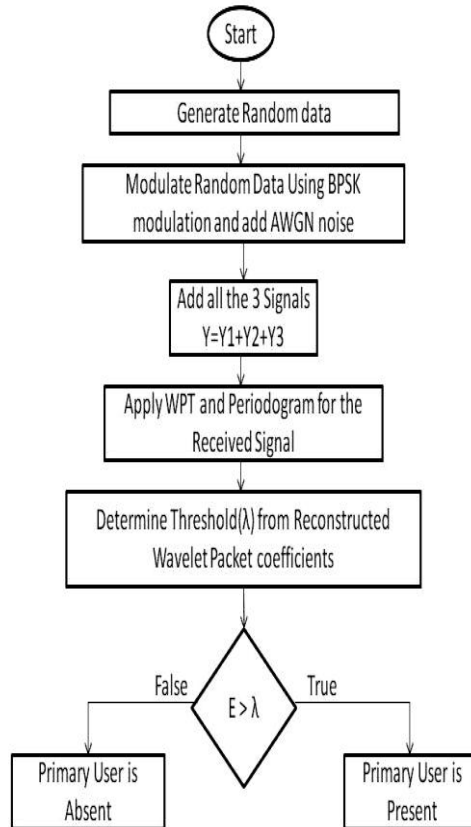 Start
Generate Random data
Modulate Random Data Using BPSK
modulation and add AWGN noise
Add all the 3 Signals
Y=Y1+Y2+Y3
Apply WPT and Periodogram for the
Received Signal
Determine Threshold(λ) from Reconstructed
Wavelet Packet coefficients
False
True
E > λ
Primary User is
Absent
Primary User is
Present